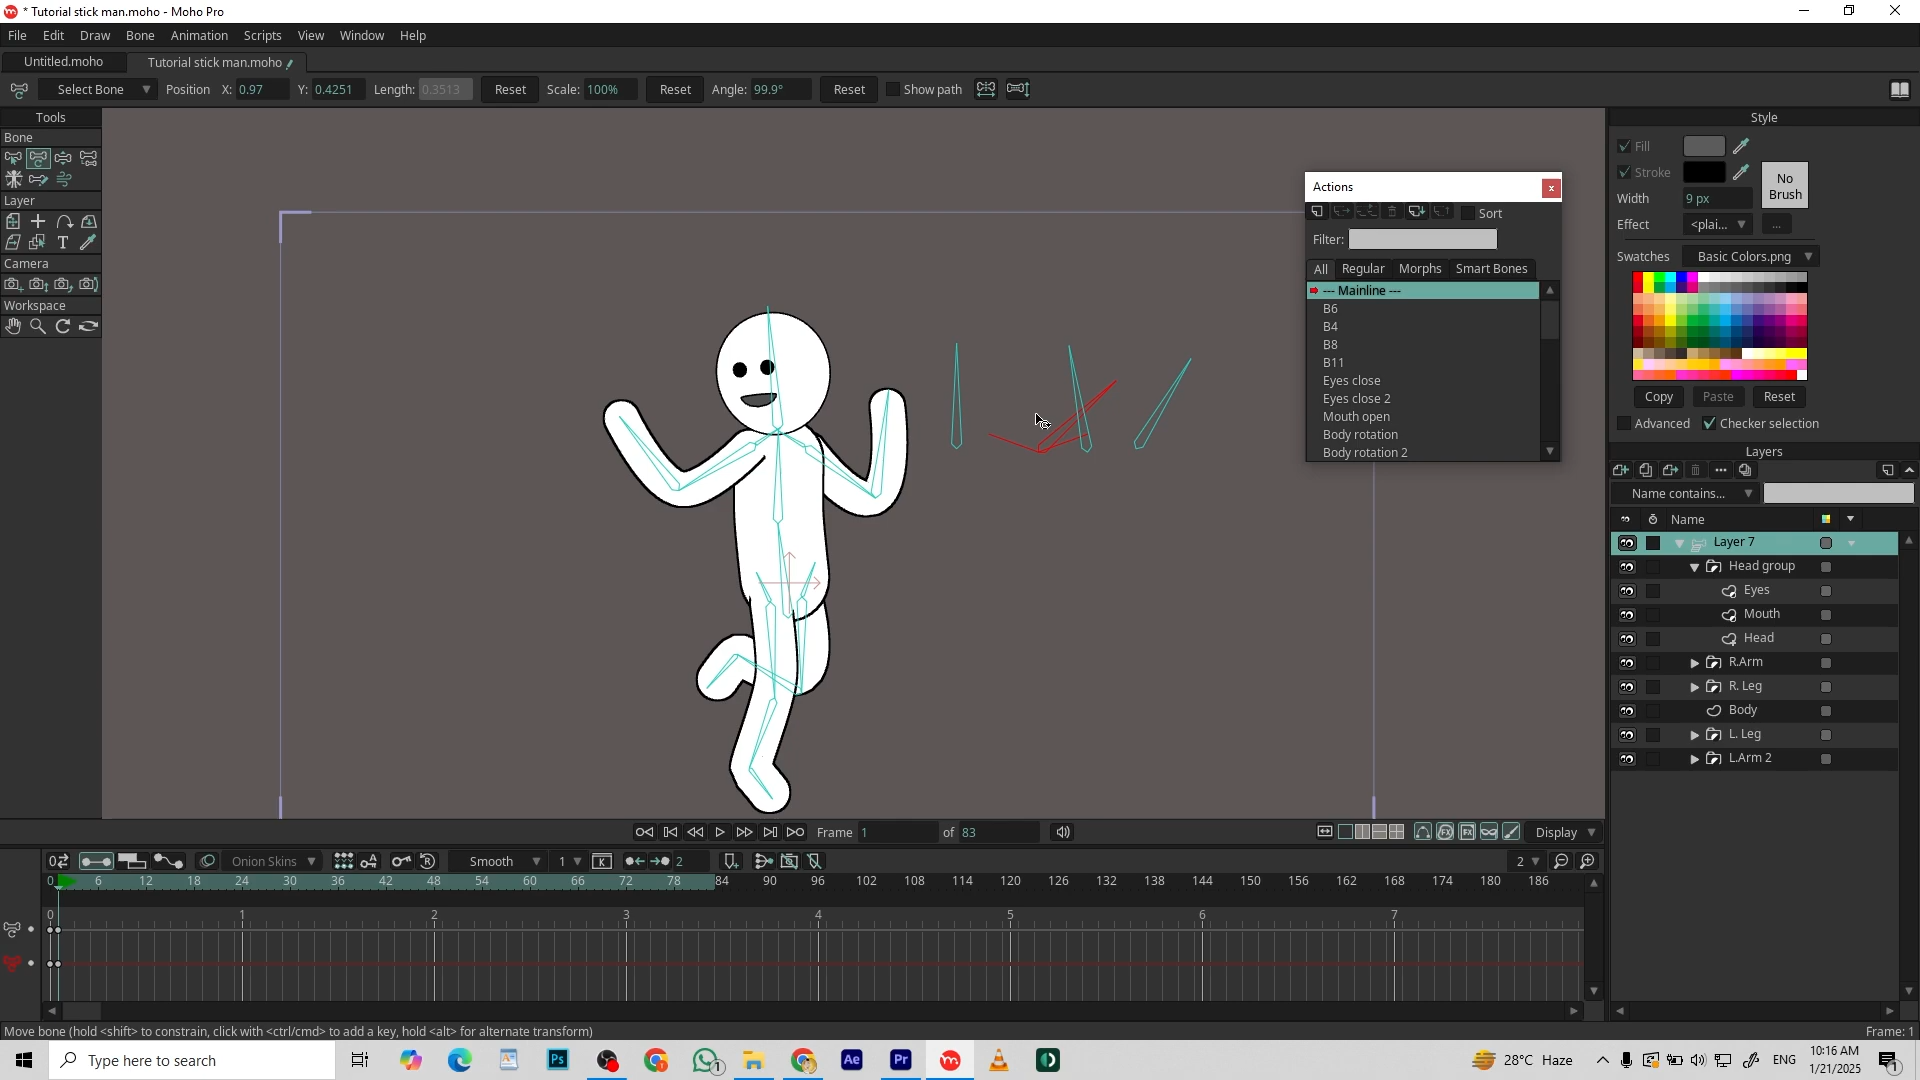 * Tutorial stick man.moho - Moho Pro
File Edit Draw Bone Animation Scripts View Window Help
Untitled.moho Tutorial stick man.moho
Select Bone Position X: 0.97 Y: 0.4251 Length: 0.3513 Reset Scale: 100% Reset Angle: 99.9° Reset Show path
Tools
Bone
Layer
Camera
Workspace
Actions
Sort
Filter:
All Regular Morphs Smart Bones
--- Mainline ---
B6
B4
B8
B11
Eyes close
Eyes close 2
Mouth open
Body rotation
Body rotation 2
Style
Fill
Stroke
No
Brush
Width 9 px
Effect <plai... ...
Swatches Basic Colors.png
Copy Paste Reset
Advanced Checker selection
Layers
Name contains...
Name
Layer 7
Head group
Eyes
Mouth
Head
R.Arm
R. Leg
Body
L. Leg
L.Arm 2
Frame 1 of 83 Display
Onion Skins Smooth 1 2 2
0 6 12 18 24 30 36 42 48 54 60 66 72 78 84 90 96 102 108 114 120 126 132 138 144 150 156 162 168 174 180 186
0 1 2 3 4 5 6 7
Move bone (hold <shift> to constrain, click with <ctrl/cmd> to add a key, hold <alt> for alternate transform) Frame: 1
Type here to search 1 28°C Haze ENG 10:16 AM
1/21/2025 1